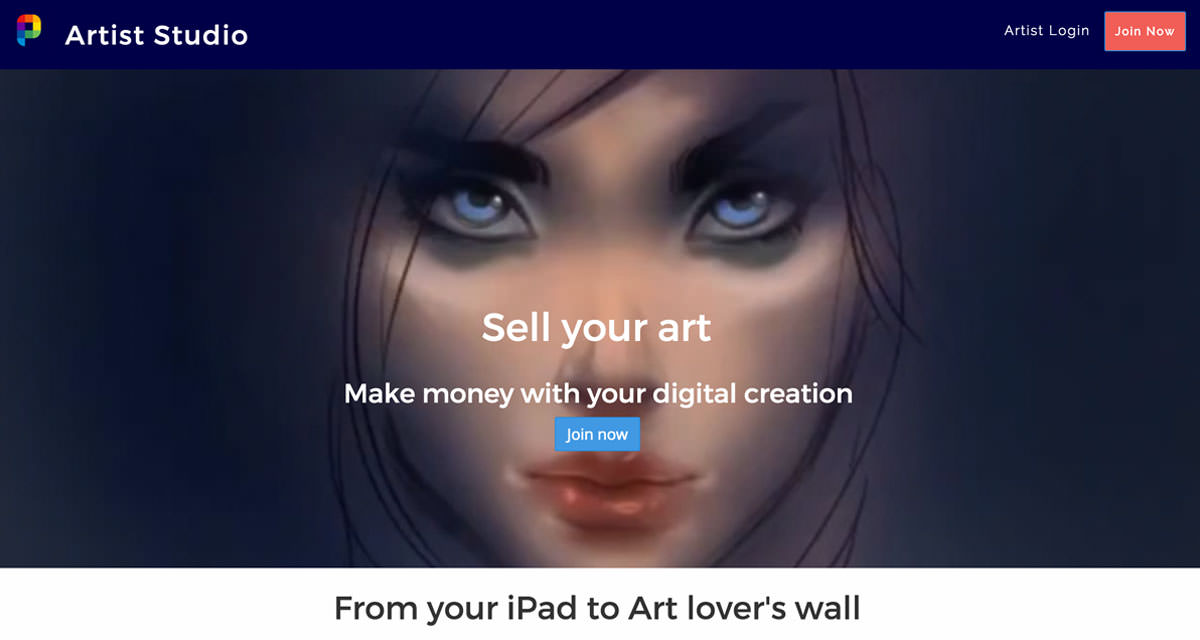 Artist Studio
Artist Login
Join Now
Sell your art
Make money with your digital creation
Join now
From your iPad to Art lover's wall